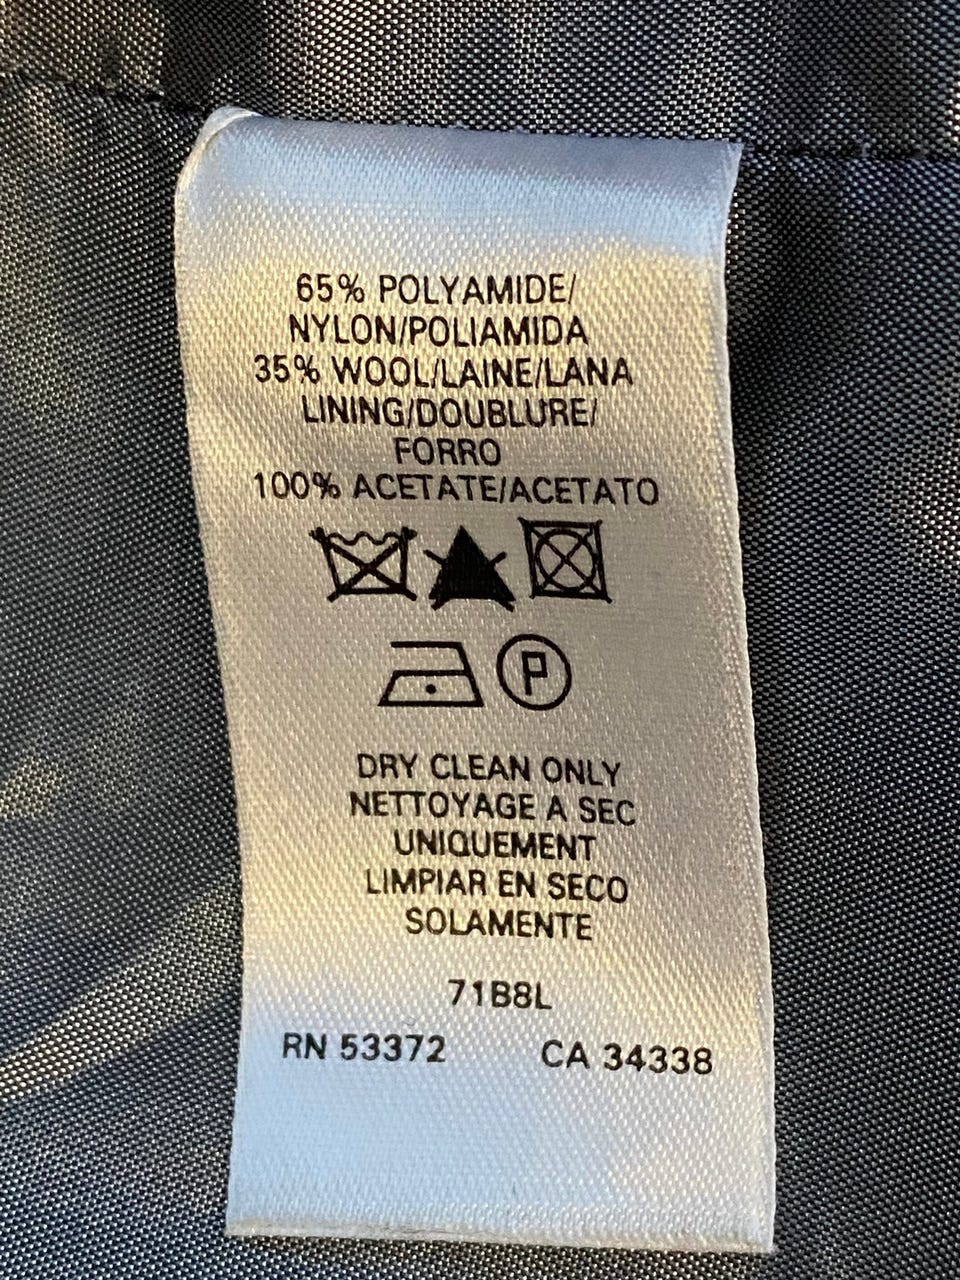 65% POLYAMIDE/
NYLON/POLIAMIDA
35% WOOL/LAINE/LANA
LINING/DOUBLURE/
FORRO
100% ACETATE/ACETATO
P
DRY CLEAN ONLY
NETTOYAGE A SEC
UNIQUEMENT
LIMPIAR EN SECO
SOLAMENTE
71B8L
RN 53372 CA 34338